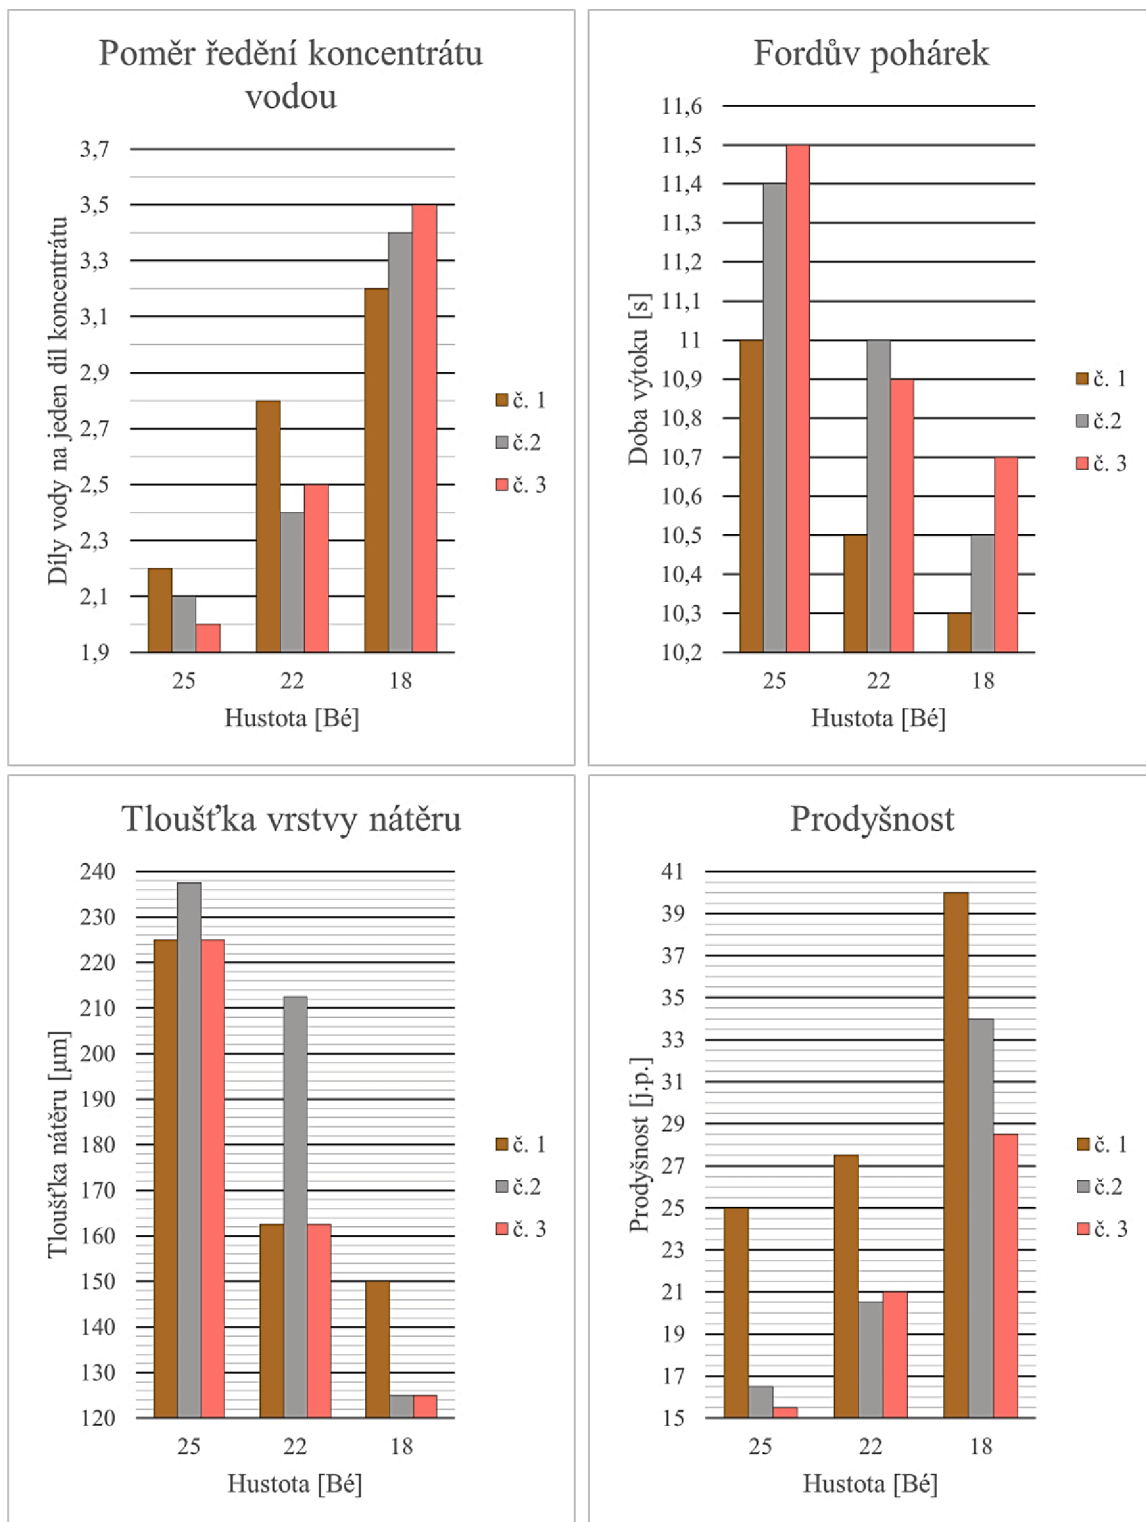 Poměr ředění koncentrátu
vodou
Díly vody na jeden díl koncentrátu
3,7
3,5
3,3
3,1
2,9
2,7
2,5
2,3
2,1
1,9
25 22 18
Hustota [Bé]
č. 1
č.2
č. 3
Fordův pohárek
Doba výtoku [s]
11,6
11,5
11,4
11,3
11,2
11,1
11
10,9
10,8
10,7
10,6
10,5
10,4
10,3
10,2
25 22 18
Hustota [Bé]
č. 1
č.2
č. 3
Tloušťka vrstvy nátěru
Tloušťka nátěru [µm]
240
230
220
210
200
190
180
170
160
150
140
130
120
25 22 18
Hustota [Bé]
č. 1
č.2
č. 3
Prodyšnost
Prodyšnost [j.p.]
41
39
37
35
33
31
29
27
25
23
21
19
17
15
25 22 18
Hustota [Bé]
č. 1
č.2
č. 3